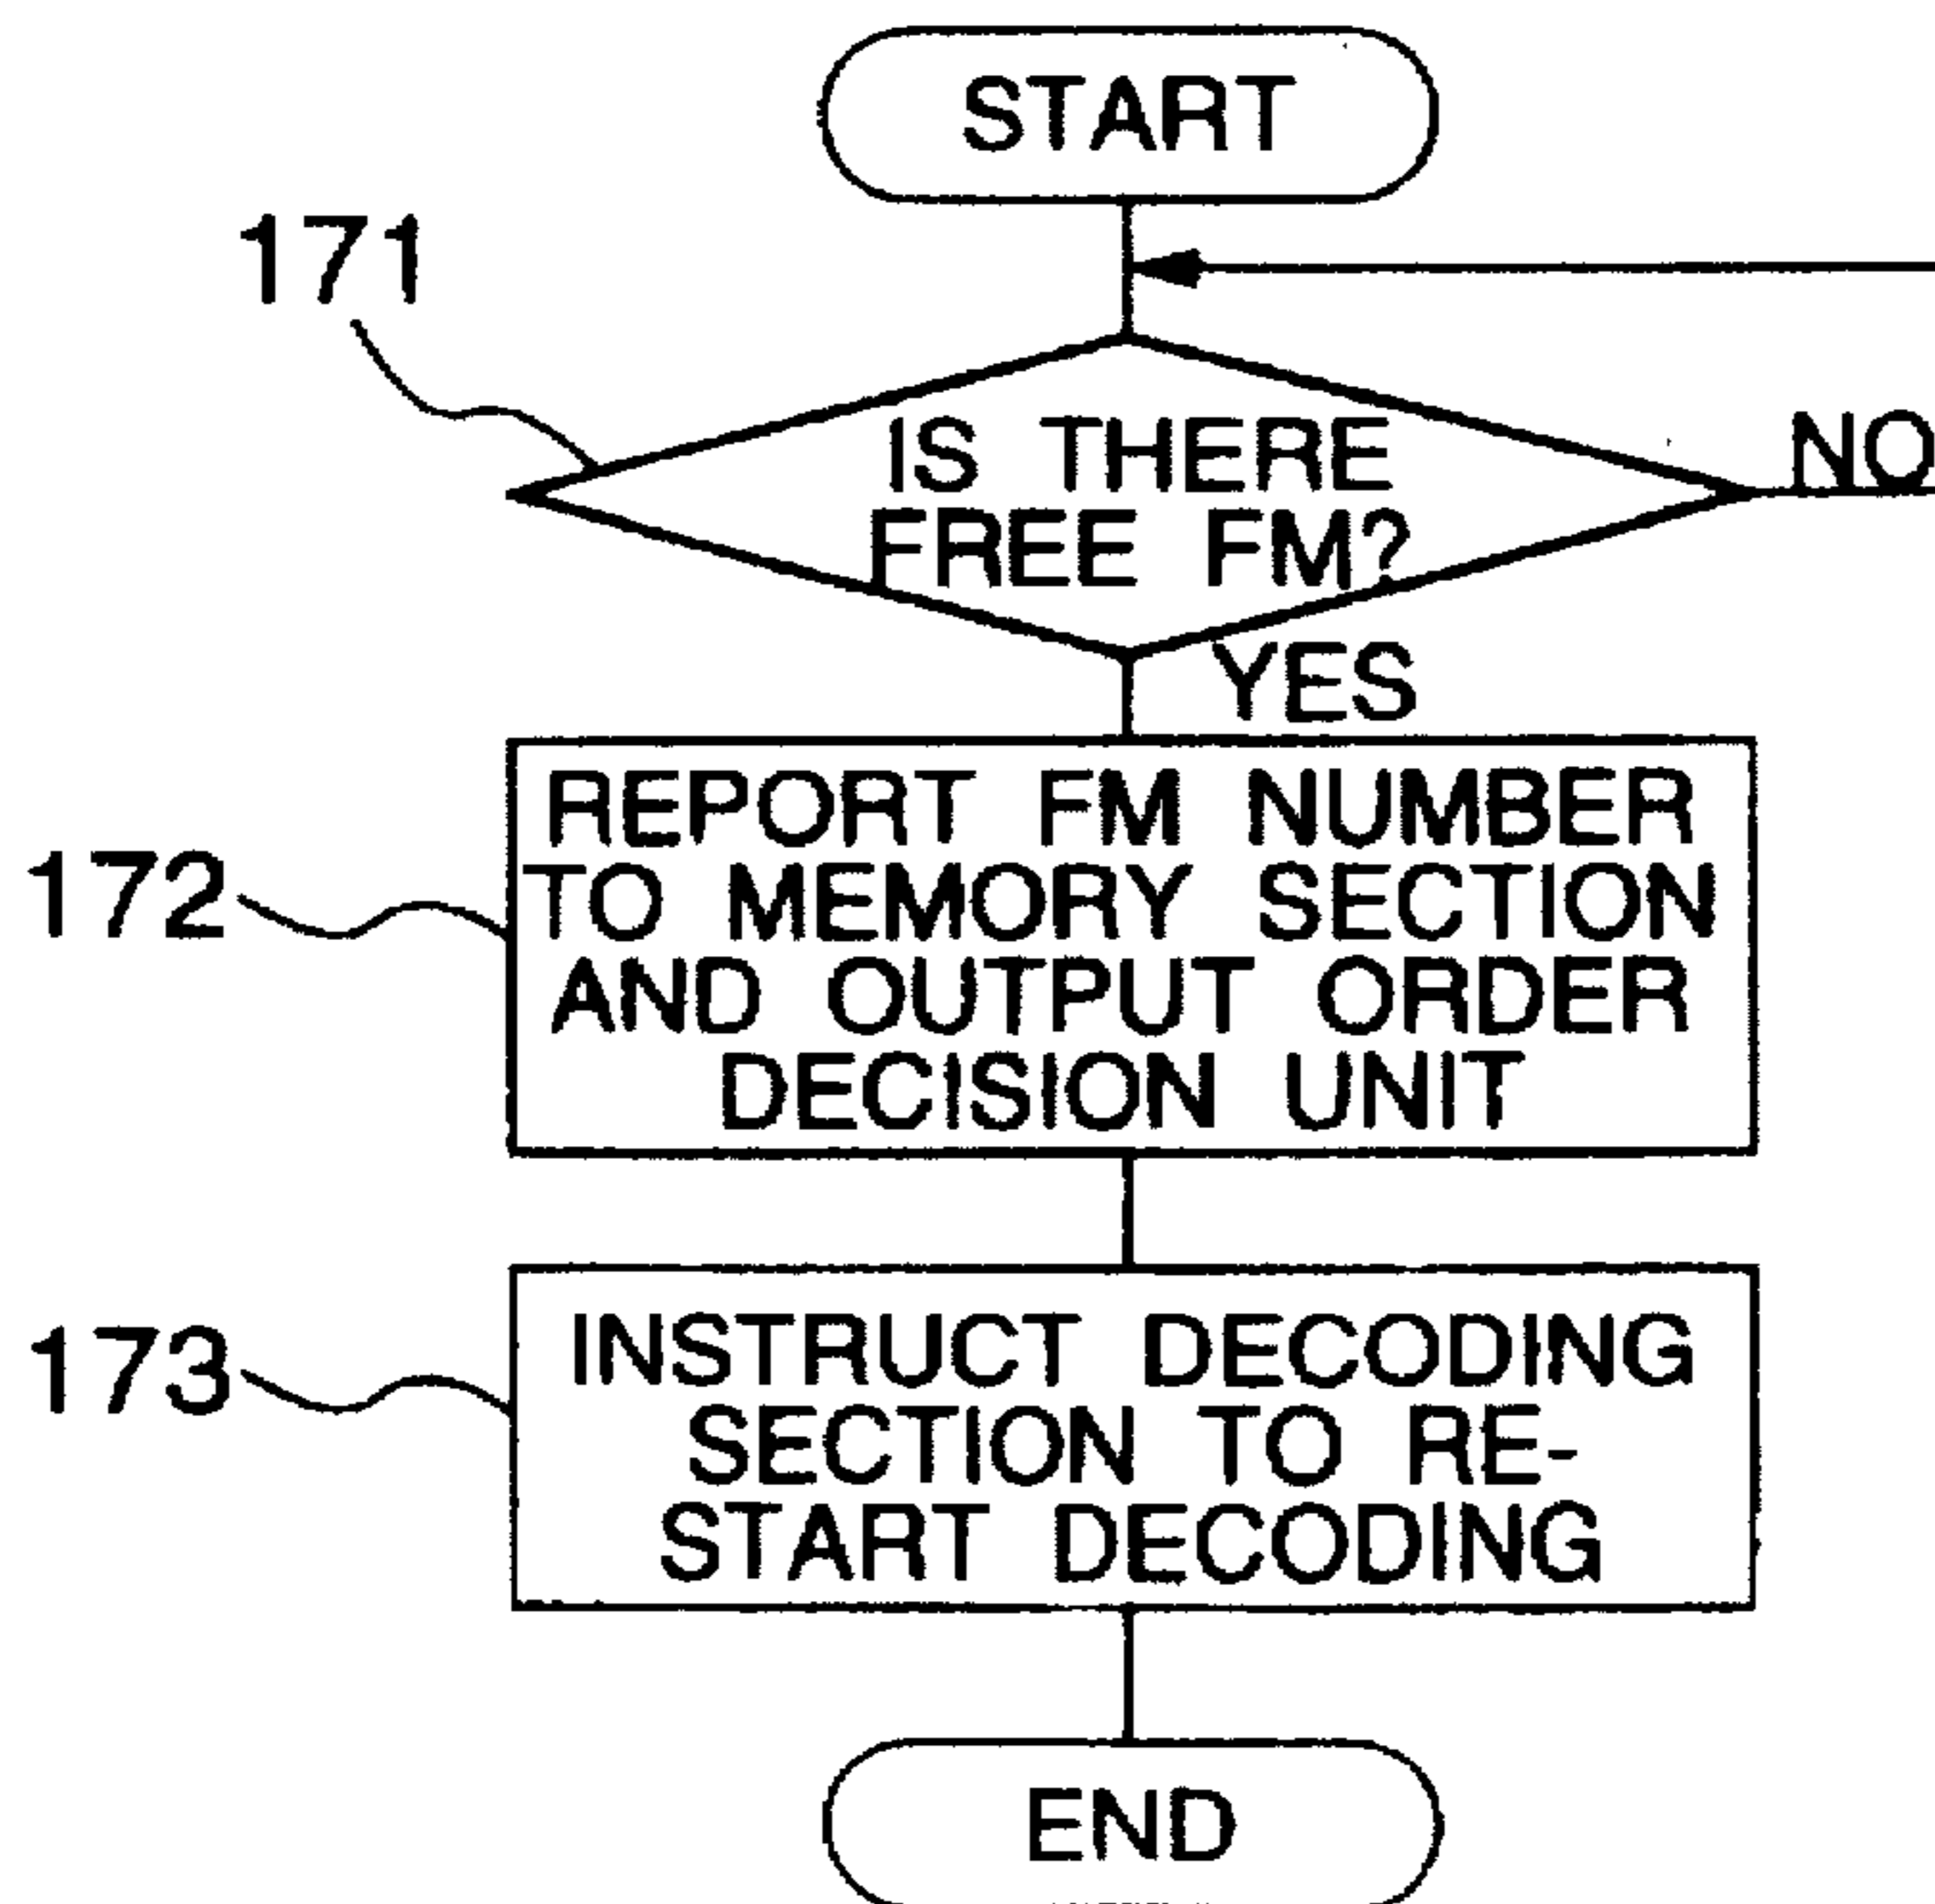 START
171
IS THERE
FREE FM?
NO
YES
172
REPORT FM NUMBER
TO MEMORY SECTION
AND OUTPUT ORDER
DECISION UNIT
173
INSTRUCT DECODING
SECTION TO RE-
START DECODING
END